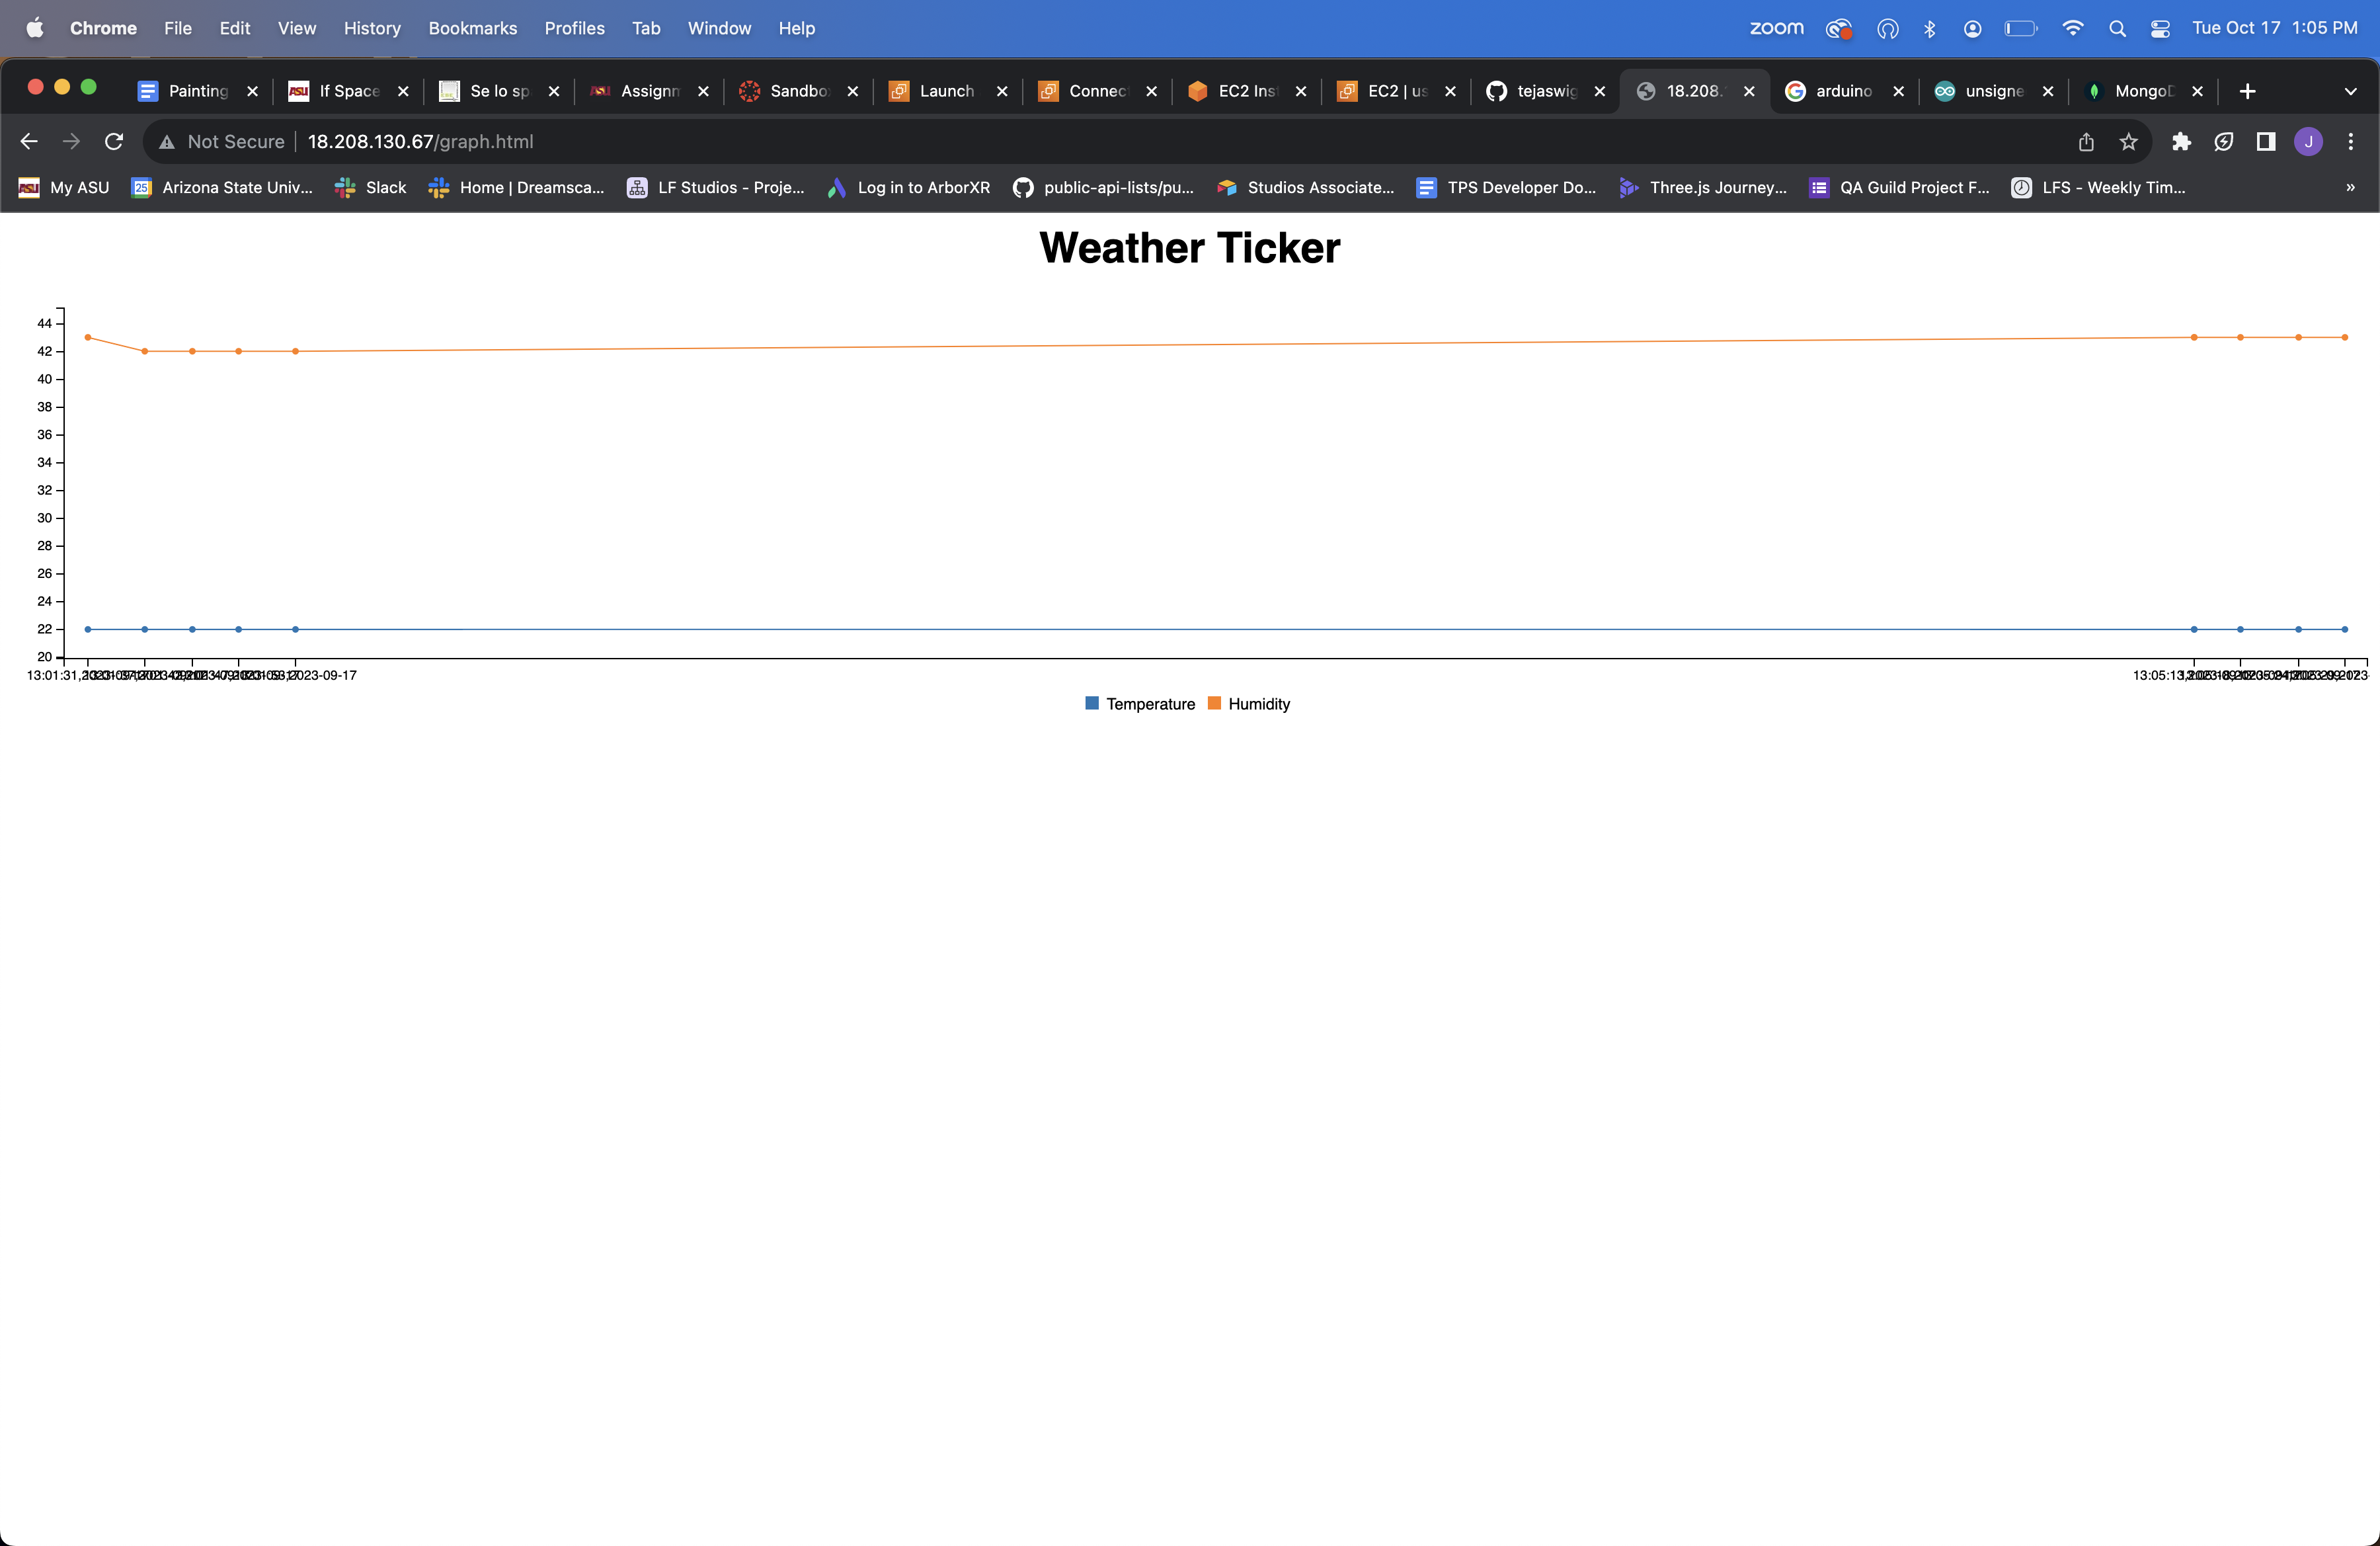 Chrome File Edit View History Bookmarks Profiles Tab Window Help zoom Tue Oct 17 1:05 PM
Painting If Space Se lo sp Assignm Sandbo Launch Connec EC2 Ins EC2 | us tejaswig 18.208. arduino unsigne MongoD
Not Secure 18.208.130.67/graph.html J
My ASU 25 Arizona State Univ... Slack Home | Dreamsca... LF Studios - Proje... Log in to ArborXR public-api-lists/pu... Studios Associate... TPS Developer Do... Three.js Journey... QA Guild Project F... LFS - Weekly Tim... »
Weather Ticker
44
42
40
38
36
34
32
30
28
26
24
22
20
13:01:31, 2023-09-17 13:05:13,
Temperature Humidity